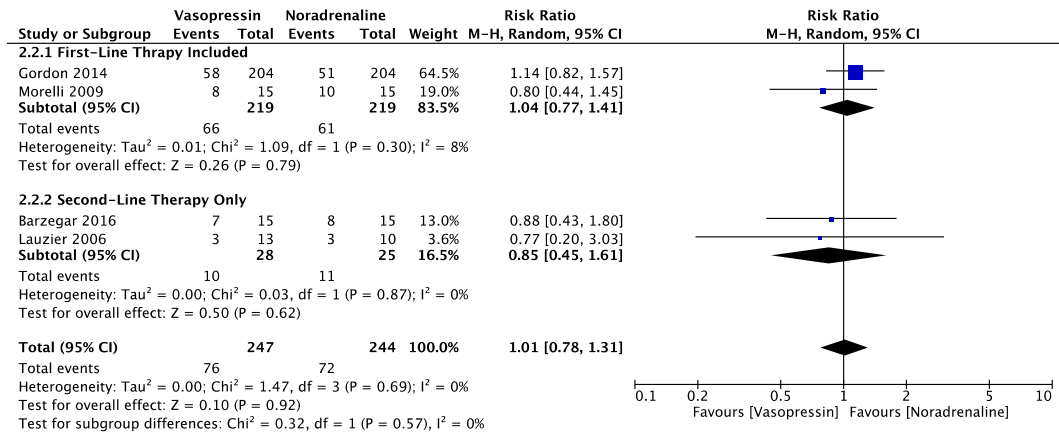 Vasopressin Noradrenaline Risk Ratio Risk Ratio
Study or Subgroup Events Total Events Total Weight M-H, Random, 95% CI M-H, Random, 95% CI
2.2.1 First-Line Thrapy Included
Gordon 2014 58 204 51 204 64.5% 1.14 [0.82, 1.57]
Morelli 2009 8 15 10 15 19.0% 0.80 [0.44, 1.45]
Subtotal (95% CI) 219 219 83.5% 1.04 [0.77, 1.41]
Total events 66 61
Heterogeneity: Tau² = 0.01; Chi² = 1.09, df = 1 (P = 0.30); I² = 8%
Test for overall effect: Z = 0.26 (P = 0.79)
2.2.2 Second-Line Therapy Only
Barzegar 2016 7 15 8 15 13.0% 0.88 [0.43, 1.80]
Lauzier 2006 3 13 3 10 3.6% 0.77 [0.20, 3.03]
Subtotal (95% CI) 28 25 16.5% 0.85 [0.45, 1.61]
Total events 10 11
Heterogeneity: Tau² = 0.00; Chi² = 0.03, df = 1 (P = 0.87); I² = 0%
Test for overall effect: Z = 0.50 (P = 0.62)
Total (95% CI) 247 244 100.0% 1.01 [0.78, 1.31]
Total events 76 72
Heterogeneity: Tau² = 0.00; Chi² = 1.47, df = 3 (P = 0.69); I² = 0%
Test for overall effect: Z = 0.10 (P = 0.92)
Test for subgroup differences: Chi² = 0.32, df = 1 (P = 0.57), I² = 0%
0.1 0.2 0.5 1 2 5 10
Favours [Vasopressin] Favours [Noradrenaline]